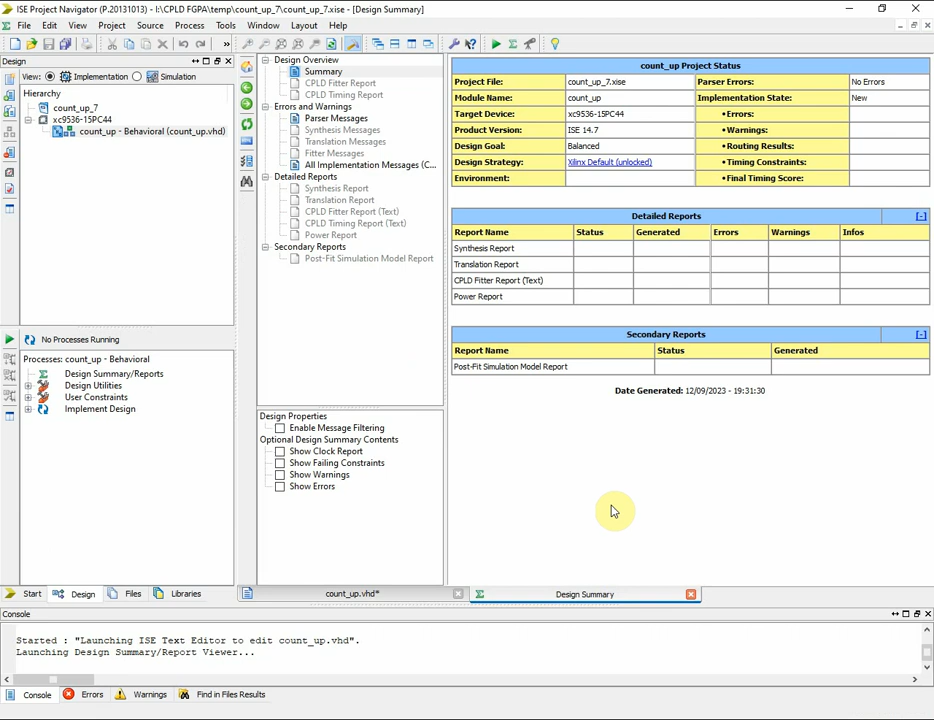 ISE Project Navigator (P.20131013) - I:\CPLD FGPA\temp\count_up_7\count_up_7.xise - [Design Summary]
File Edit View Project Source Process Tools Window Layout Help
Design
View: Implementation Simulation
Hierarchy
count_up_7
xc9536-15PC44
count_up - Behavioral (count_up.vhd)
No Processes Running
Processes: count_up - Behavioral
Design Summary/Reports
Design Utilities
User Constraints
Implement Design
Start Design Files Libraries
Design Overview
Summary
CPLD Fitter Report
CPLD Timing Report
Errors and Warnings
Parser Messages
Synthesis Messages
Translation Messages
Fitter Messages
All Implementation Messages (C...
Detailed Reports
Synthesis Report
Translation Report
CPLD Fitter Report (Text)
CPLD Timing Report (Text)
Power Report
Secondary Reports
Post-Fit Simulation Model Report
Design Properties
Enable Message Filtering
Optional Design Summary Contents
Show Clock Report
Show Failing Constraints
Show Warnings
Show Errors
count_up Project Status
Project File: count_up_7.xise Parser Errors: No Errors
Module Name: count_up Implementation State: New
Target Device: xc9536-15PC44 •Errors:
Product Version: ISE 14.7 •Warnings:
Design Goal: Balanced •Routing Results:
Design Strategy: Xilinx Default (unlocked) •Timing Constraints:
Environment: •Final Timing Score:
Detailed Reports [-]
Report Name Status Generated Errors Warnings Infos
Synthesis Report
Translation Report
CPLD Fitter Report (Text)
Power Report
Secondary Reports [-]
Report Name Status Generated
Post-Fit Simulation Model Report
Date Generated: 12/09/2023 - 19:31:30
count_up.vhd* Design Summary
Console
Started : "Launching ISE Text Editor to edit count_up.vhd".
Launching Design Summary/Report Viewer...
Console Errors Warnings Find in Files Results